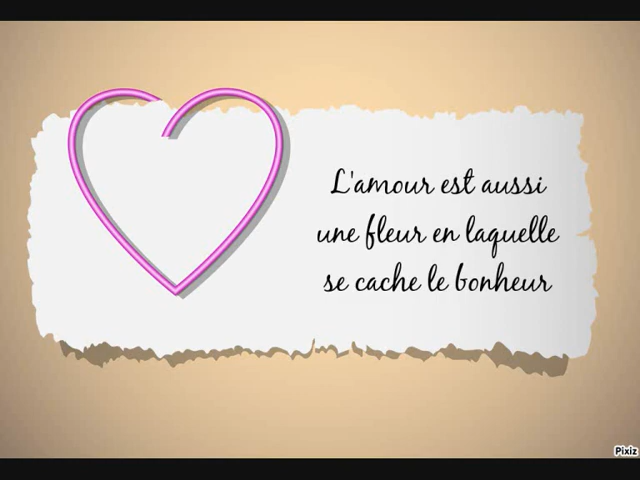 L'amour est aussi
une fleur en laquelle
se cache le bonheur
Pixiz